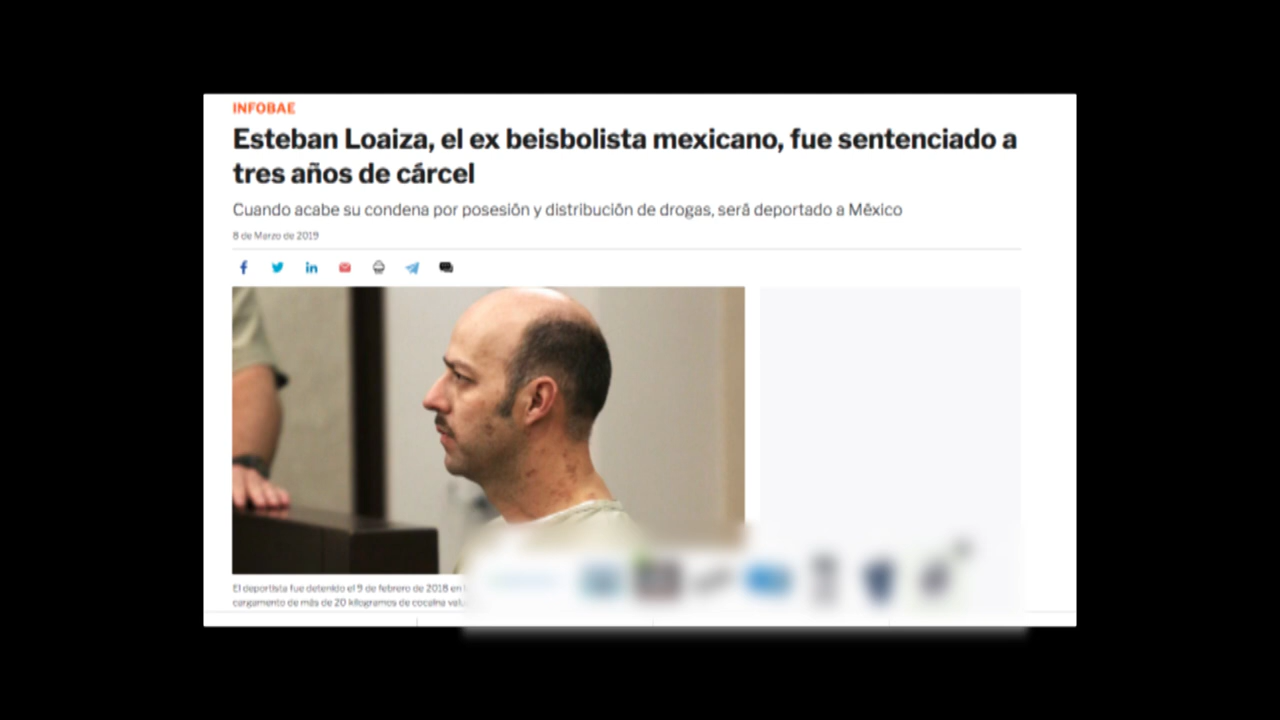 INFOBAE
Esteban Loaiza, el ex beisbolista mexicano, fue sentenciado a
tres años de cárcel
Cuando acabe su condena por posesión y distribución de drogas, será deportado a México
8 de Marzo de 2019
El deportista fue detenido el 9 de febrero de 2018 en
cargamento de más de 20 kilogramos de cocaína